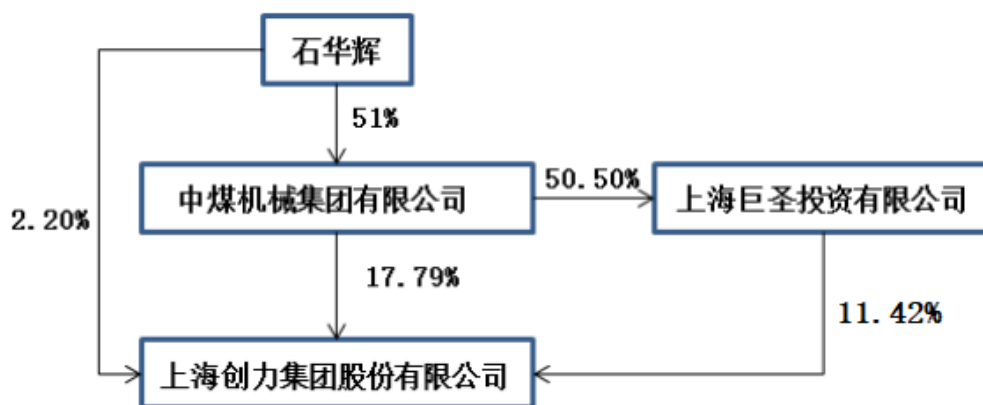 石华辉
51%
中煤机械集团有限公司
50.50%
上海巨圣投资有限公司
2.20%
17.79%
11.42%
上海创力集团股份有限公司